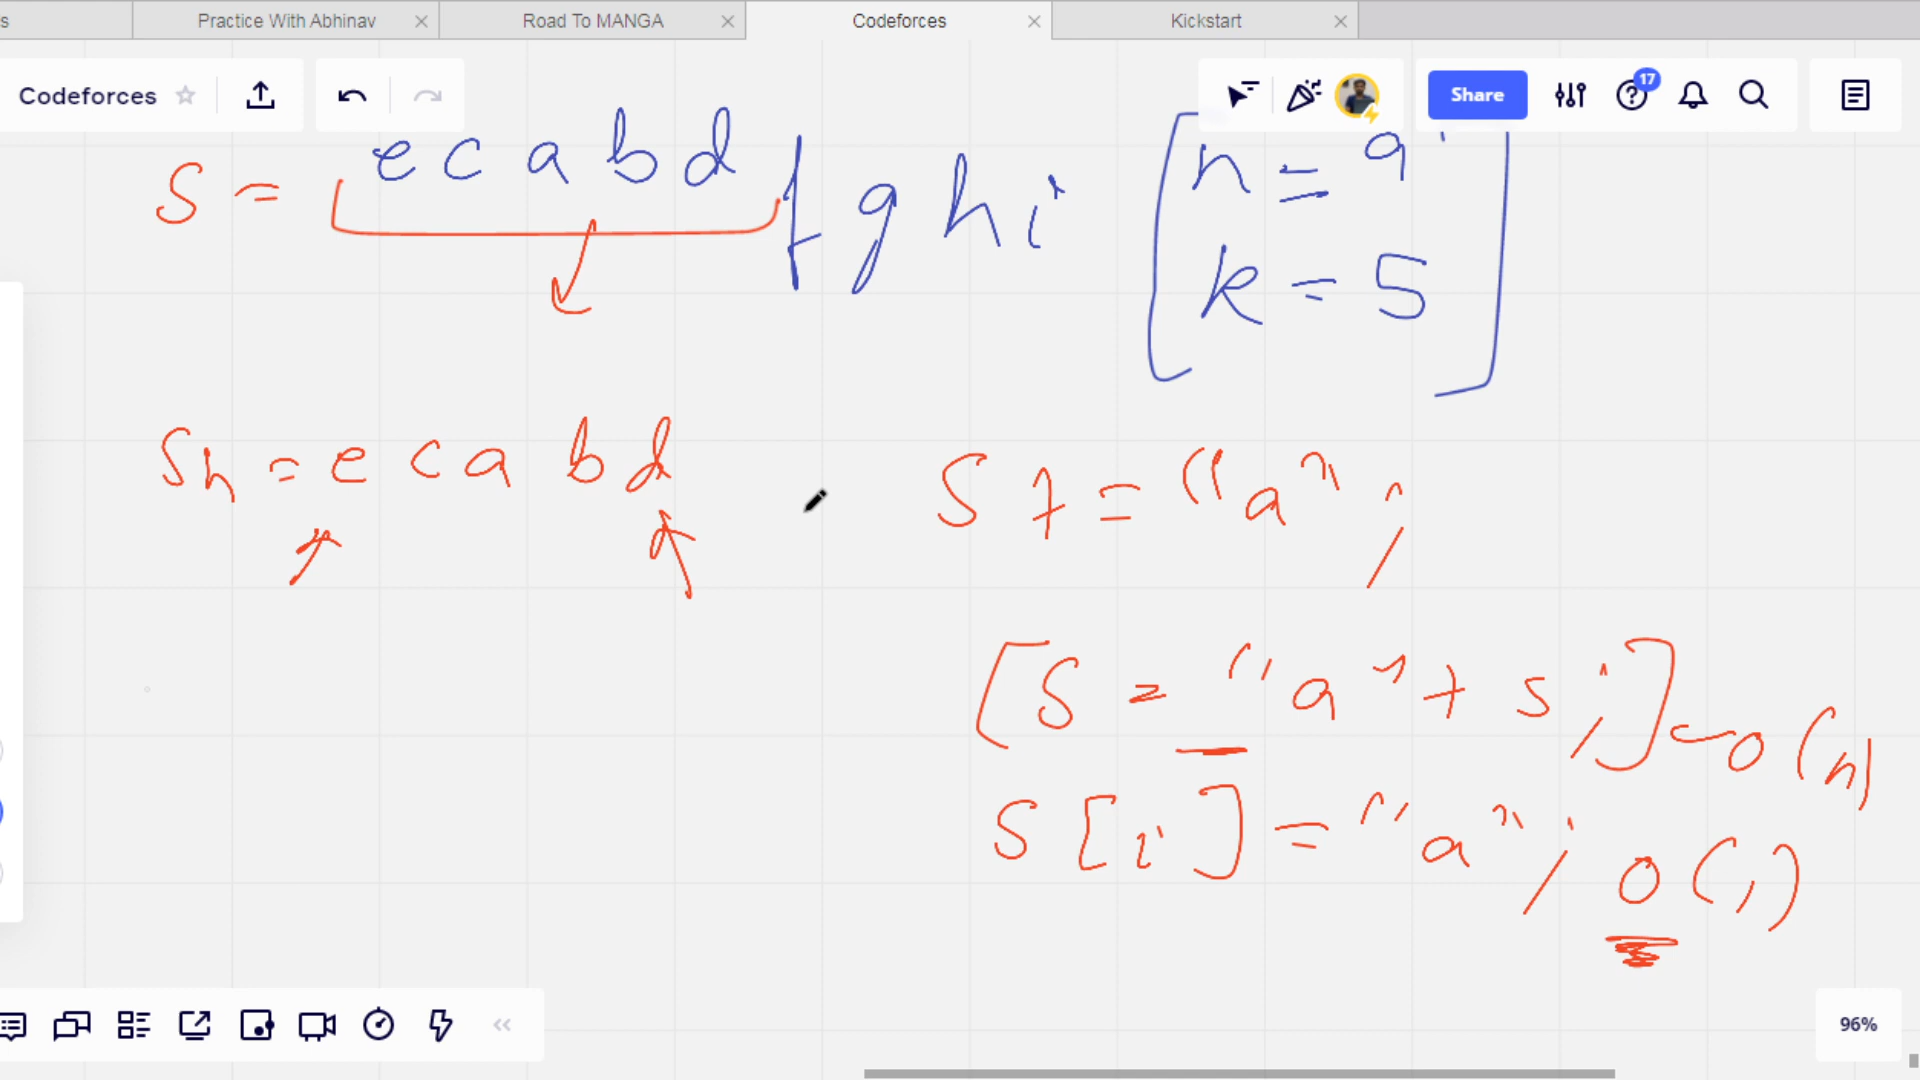 s
Practice With Abhinav
Road To MANGA
Codeforces
Kickstart
Codeforces
Share
17
S = e c a b d f g h i
n = 9
k = 5
Sh = e c a b d
S += "a" ;
[S = "a" + s ;] - O(n)
S[i] = "a" ; O(1)
96%